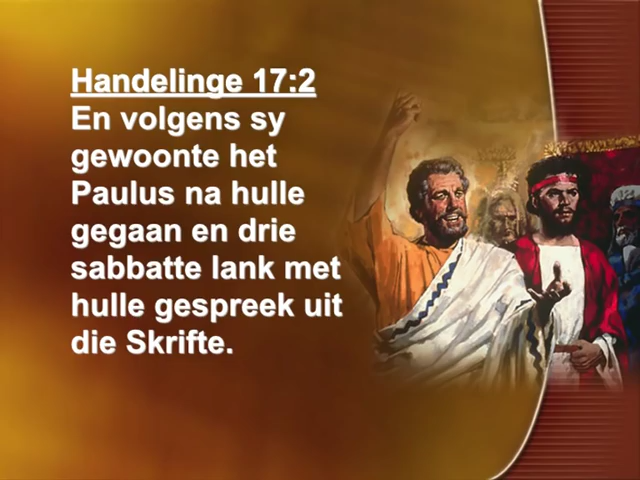 Handelinge 17:2
En volgens sy
gewoonte het
Paulus na hulle
gegaan en drie
sabbatte lank met
hulle gespreek uit
die Skrifte.